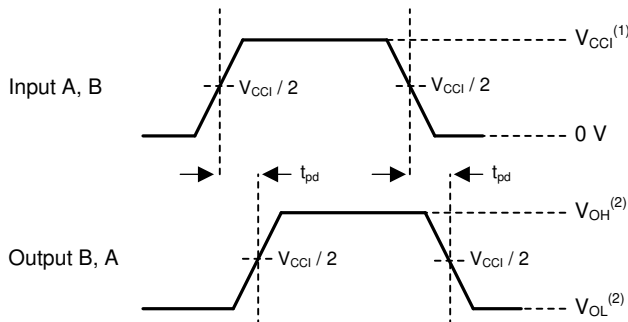 V_CCI^(1)
Input A, B
V_CCI / 2
V_CCI / 2
0 V
t_pd
t_pd
V_OH^(2)
Output B, A
V_CCI / 2
V_CCI / 2
V_OL^(2)